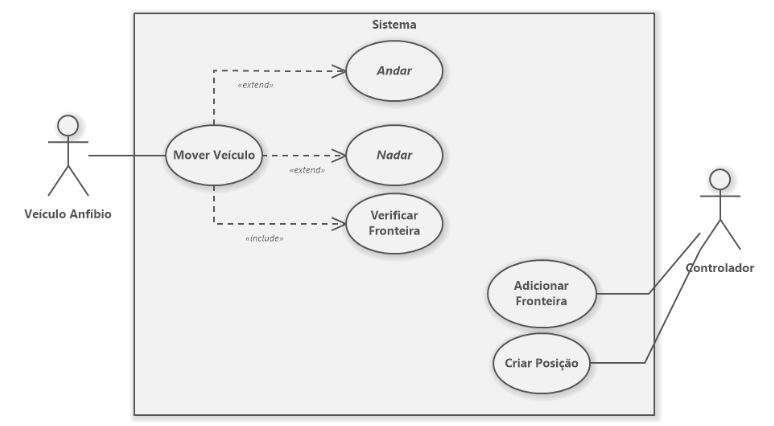 Sistema
Andar
«extend»
Mover Veículo
Nadar
«extend»
Veículo Anfíbio
Verificar
Fronteira
«include»
Controlador
Adicionar
Fronteira
Criar Posição